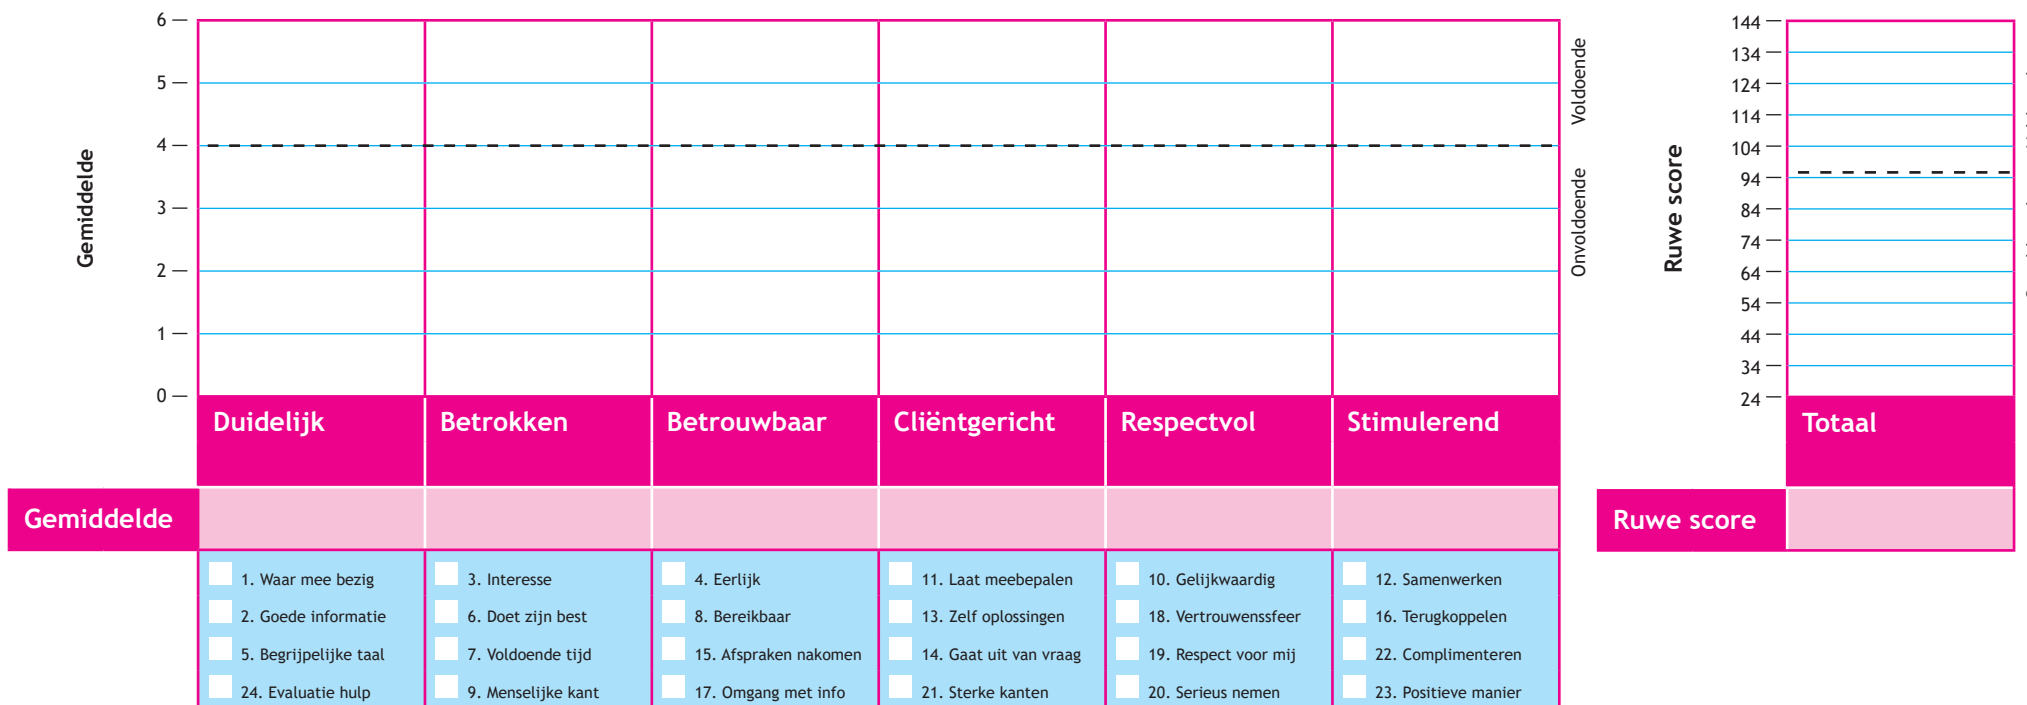 Gemiddelde
6
5
4
3
2
1
0
Voldoende
Onvoldoende
Duidelijk
Betrokken
Betrouwbaar
Cliëntgericht
Respectvol
Stimulerend
Gemiddelde
1. Waar mee bezig
2. Goede informatie
5. Begrijpelijke taal
24. Evaluatie hulp
3. Interesse
6. Doet zijn best
7. Voldoende tijd
9. Menselijke kant
4. Eerlijk
8. Bereikbaar
15. Afspraken nakomen
17. Omgang met info
11. Laat meebepalen
13. Zelf oplossingen
14. Gaat uit van vraag
21. Sterke kanten
10. Gelijkwaardig
18. Vertrouwenssfeer
19. Respect voor mij
20. Serieus nemen
12. Samenwerken
16. Terugkoppelen
22. Complimenteren
23. Positieve manier
Ruwe score
144
134
124
114
104
94
84
74
64
54
44
34
24
Totaal
Ruwe score